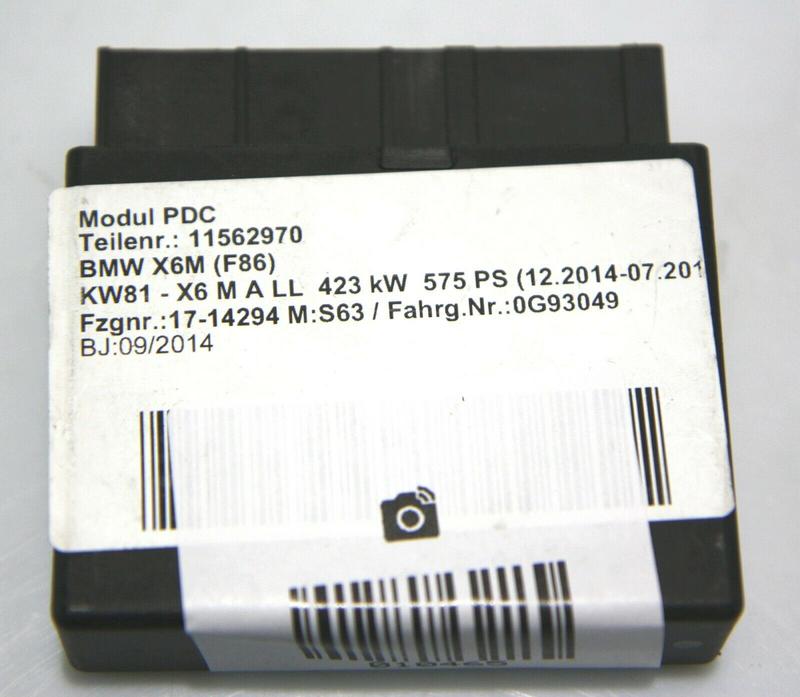 Modul PDC
Teilenr.: 11562970
BMW X6M (F86)
KW81 - X6 M A LL 423 kW 575 PS (12.2014-07.201
Fzgnr.:17-14294 M:S63 / Fahrg.Nr.:0G93049
BJ:09/2014
010465